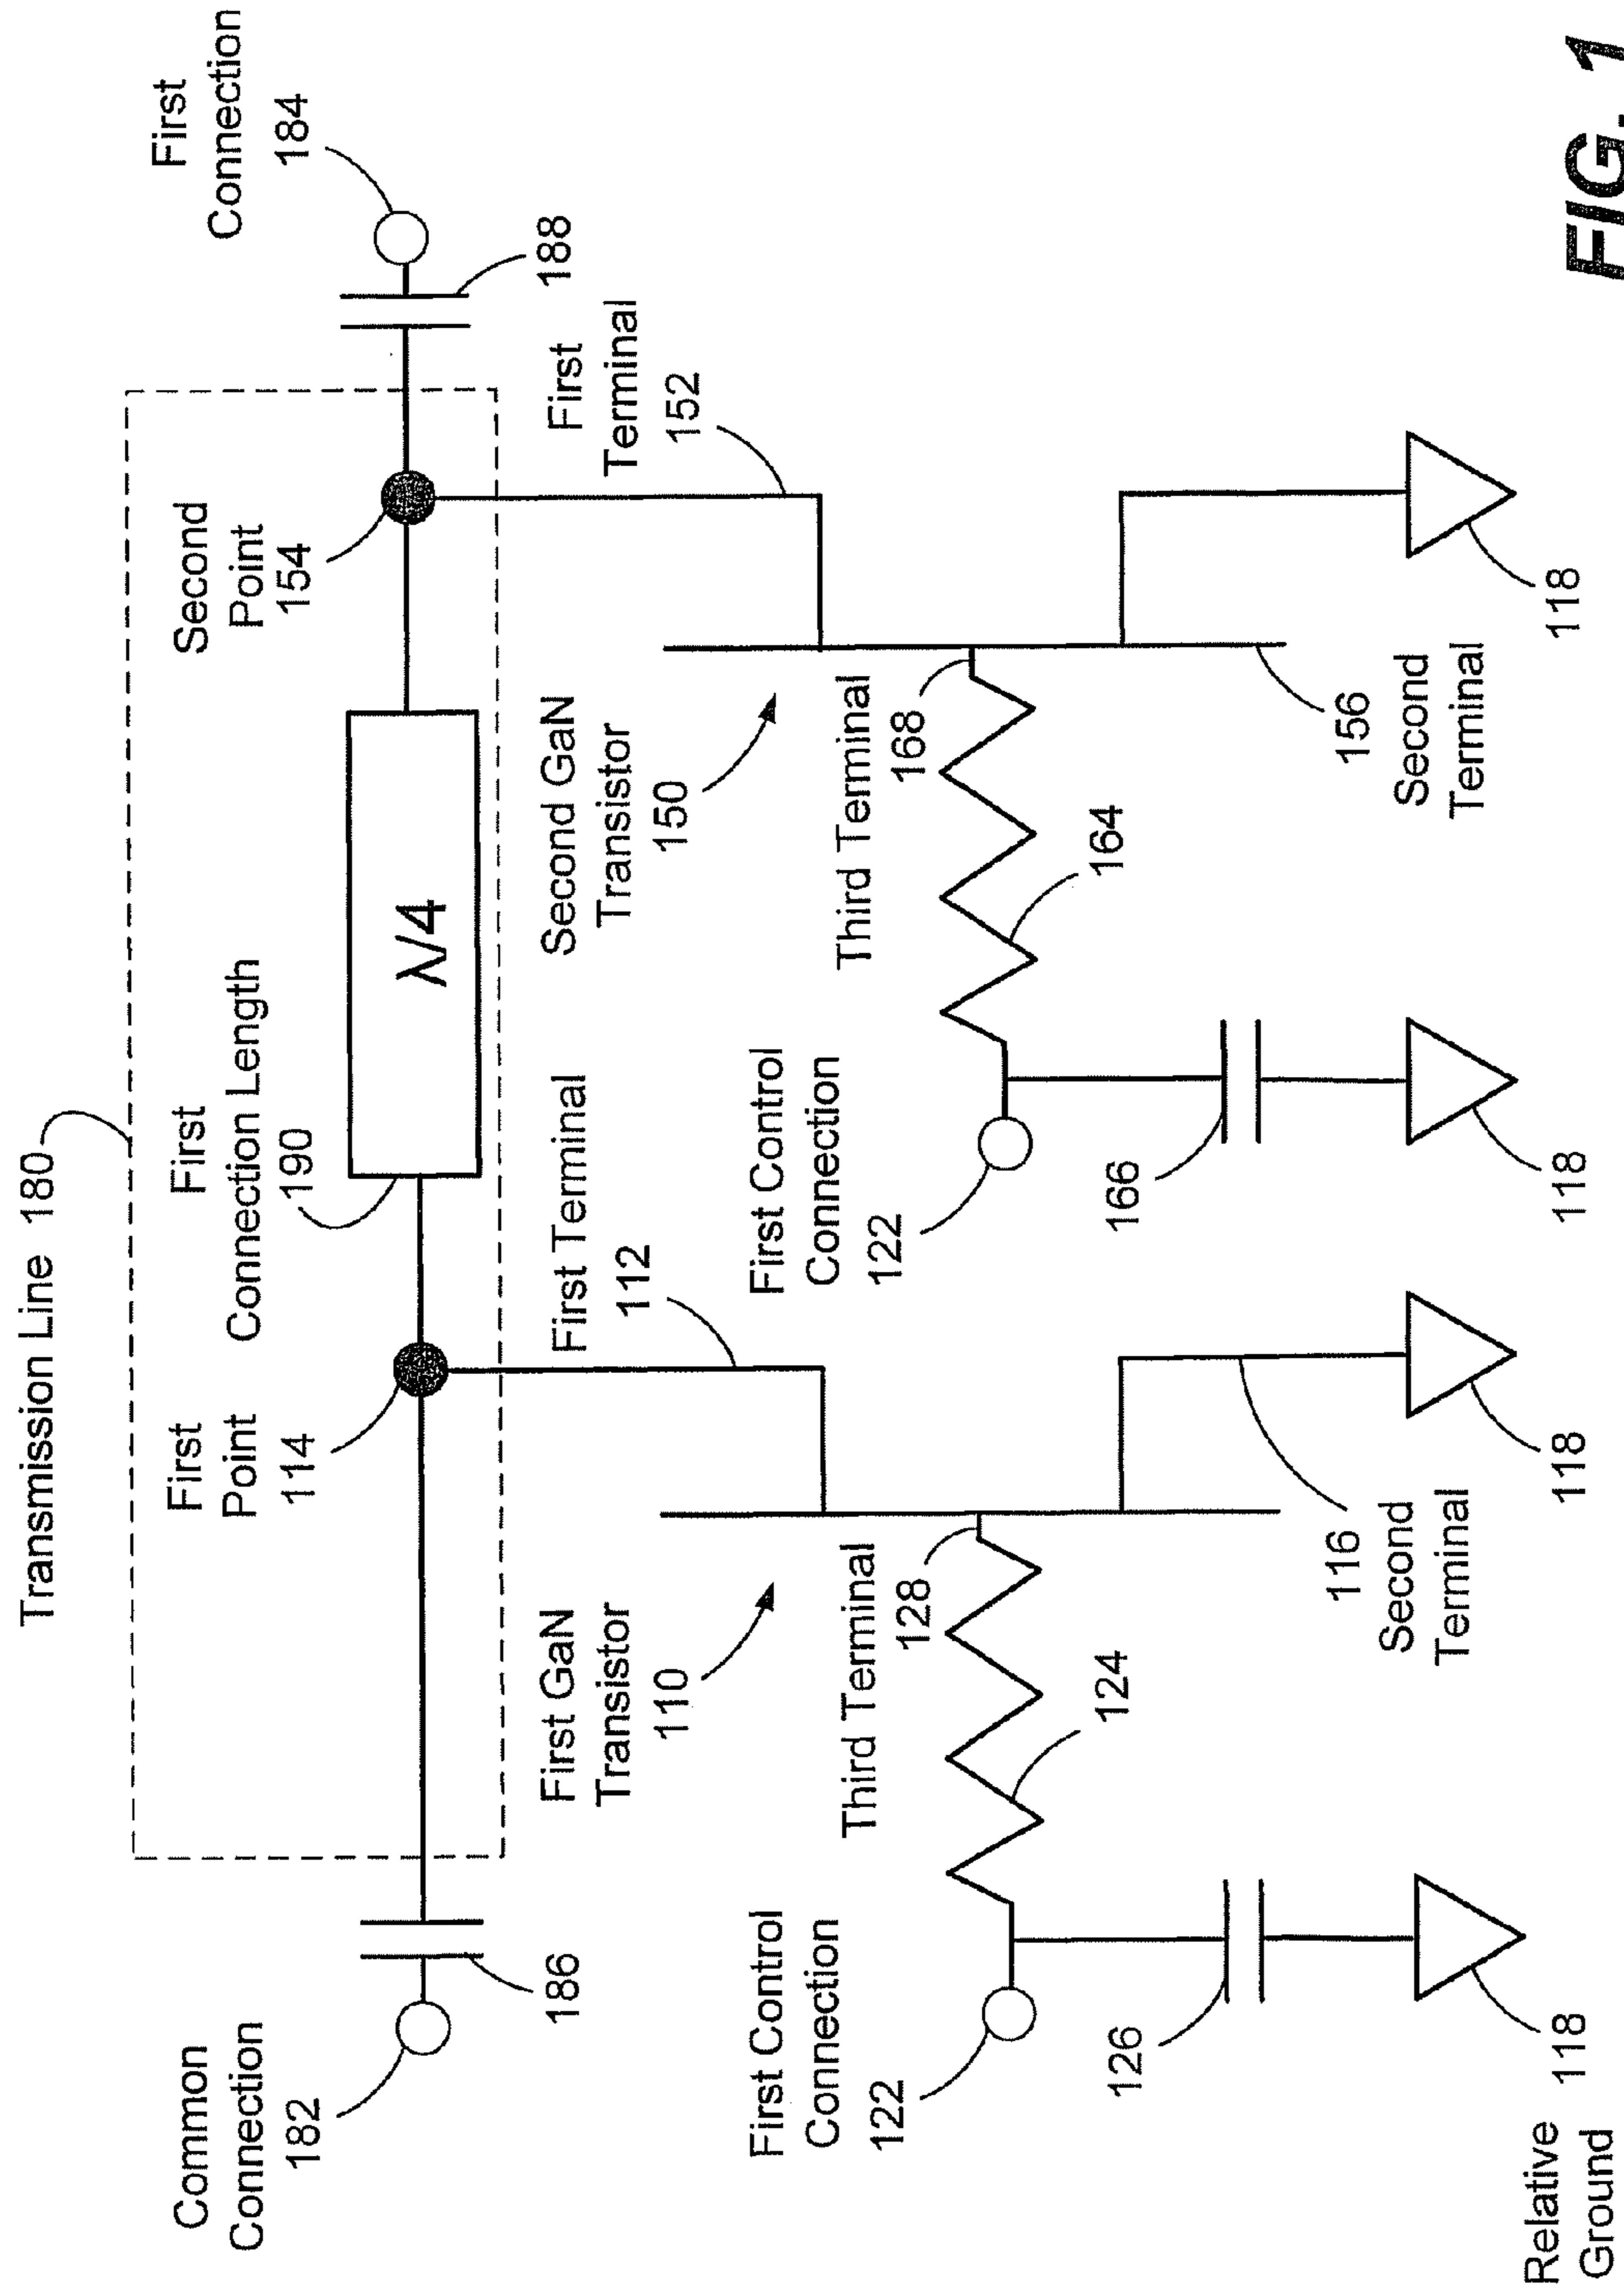 Transmission Line 180
Common
Connection
182
186
First
Point
114
First
Connection Length
190
λ/4
Second
Point
154
First
Connection
184
188
First GaN
Transistor
110
First Terminal
112
Second GaN
Transistor
150
First
Terminal
152
First Control
Connection
122
Third Terminal
128
124
126
116
Second
Terminal
First Control
Connection
122
Third Terminal
168
164
166
156
Second
Terminal
Relative
Ground
118
118
118
118
FIG. 1